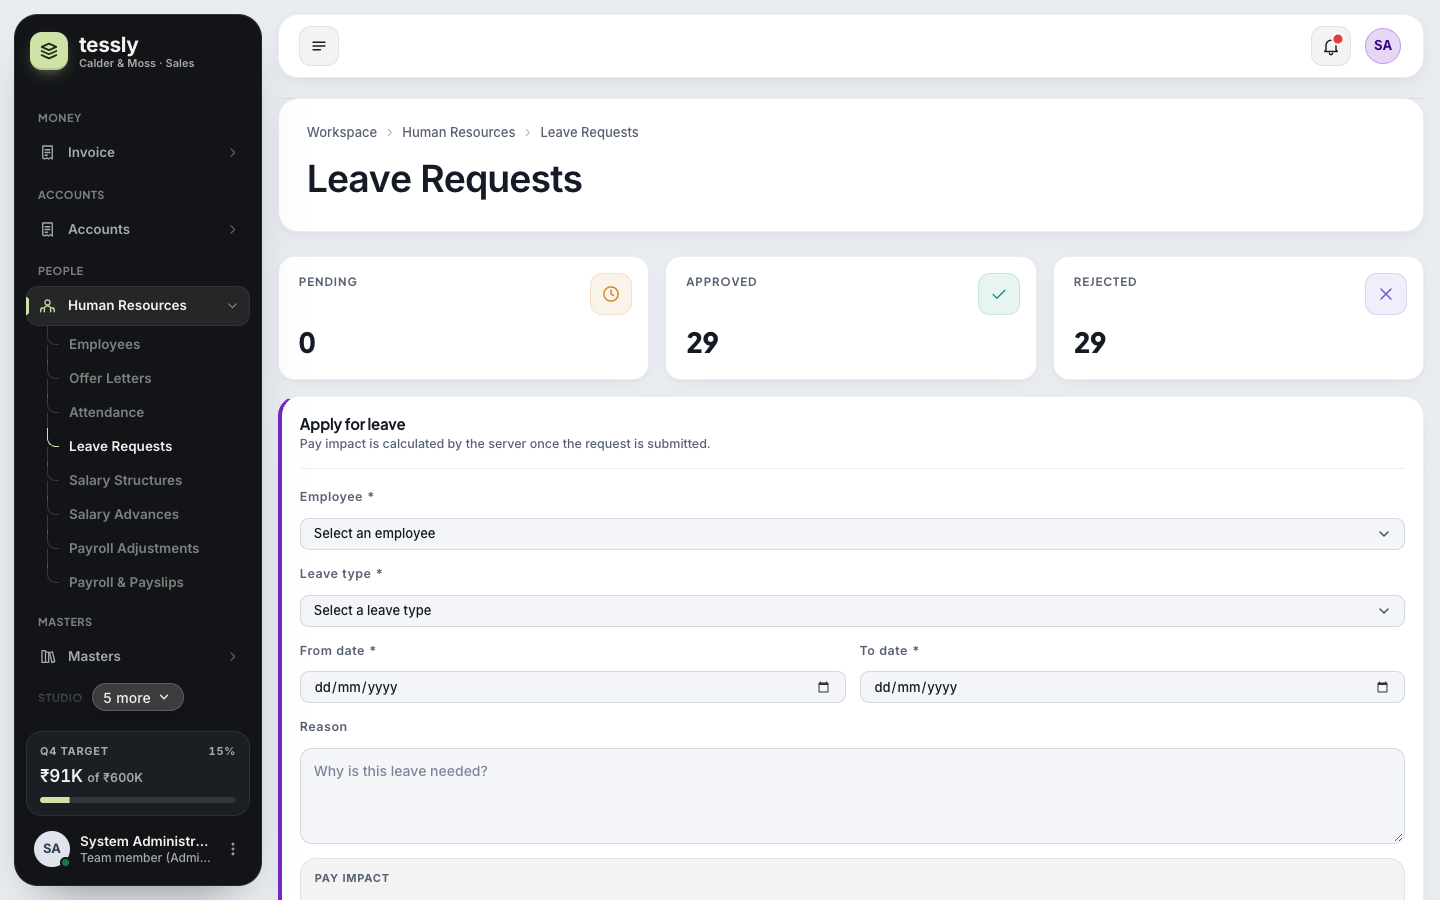 tessly
Calder & Moss · Sales
MONEY
Invoice
ACCOUNTS
Accounts
PEOPLE
Human Resources
Employees
Offer Letters
Attendance
Leave Requests
Salary Structures
Salary Advances
Payroll Adjustments
Payroll & Payslips
MASTERS
Masters
STUDIO
5 more
Q4 TARGET 15%
₹91K of ₹600K
SA
System Administr...
Team member (Admi...
SA
Workspace > Human Resources > Leave Requests
Leave Requests
PENDING
0
APPROVED
29
REJECTED
29
Apply for leave
Pay impact is calculated by the server once the request is submitted.
Employee *
Select an employee
Leave type *
Select a leave type
From date * To date *
dd/mm/yyyy dd/mm/yyyy
Reason
Why is this leave needed?
PAY IMPACT